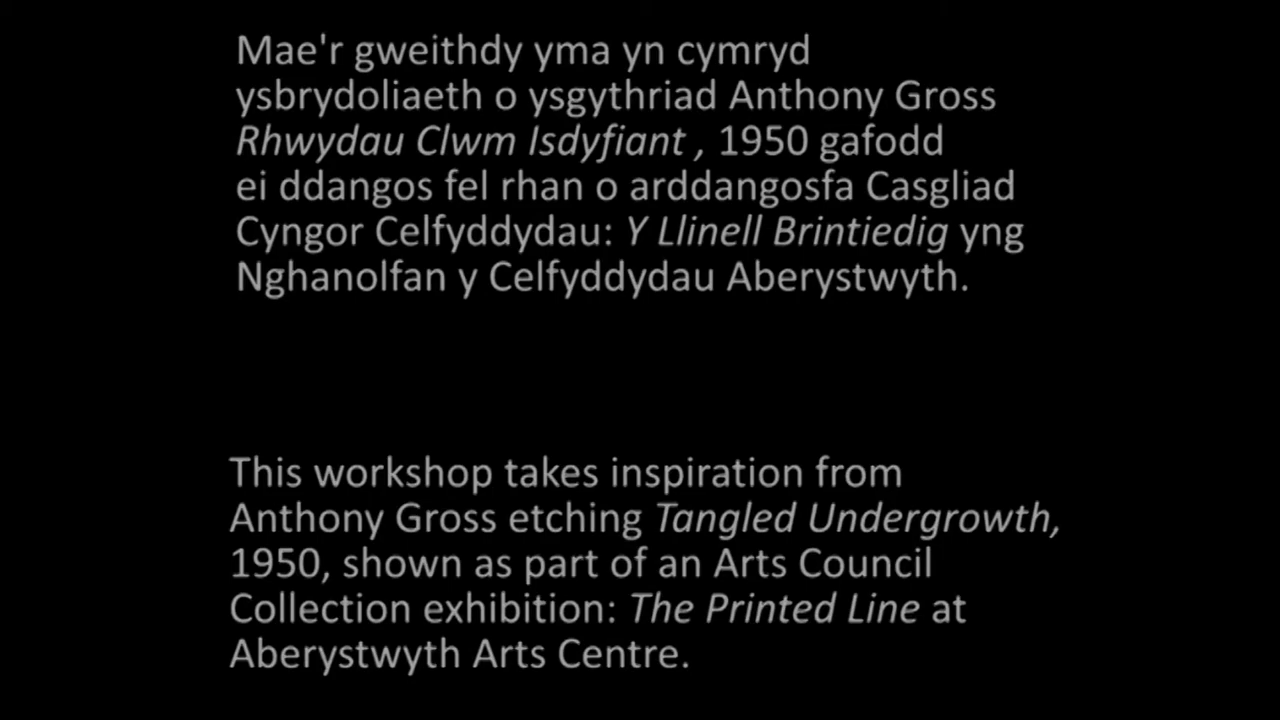 Mae'r gweithdy yma yn cymryd
ysbrydoliaeth o ysgythriad Anthony Gross
Rhwydau Clwm Isdyfiant , 1950 gafodd
ei ddangos fel rhan o arddangosfa Casgliad
Cyngor Celfyddydau: Y Llinell Brintiedig yng
Nghanolfan y Celfyddydau Aberystwyth.
This workshop takes inspiration from
Anthony Gross etching Tangled Undergrowth,
1950, shown as part of an Arts Council
Collection exhibition: The Printed Line at
Aberystwyth Arts Centre.